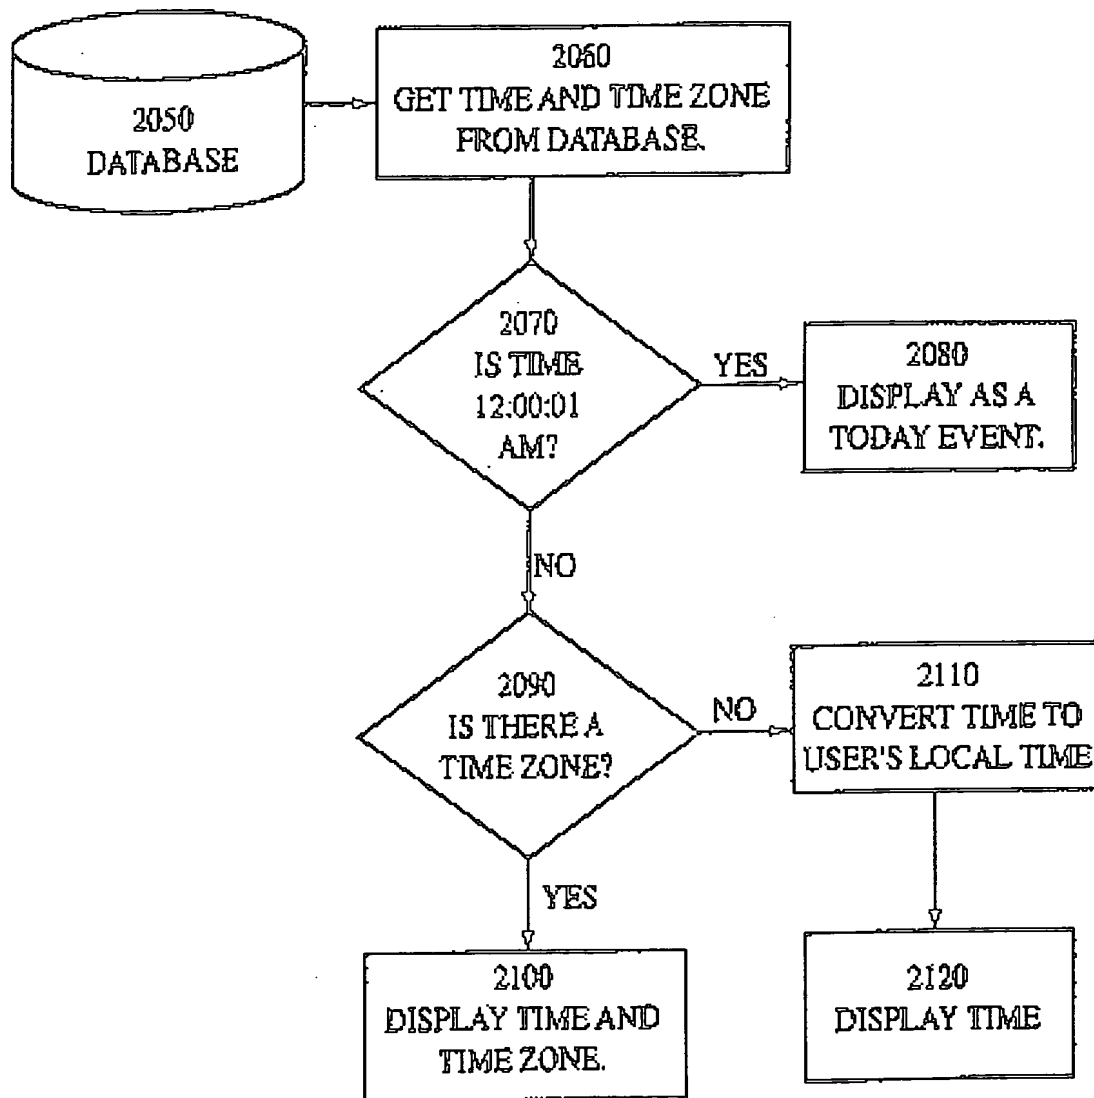 2050
DATABASE
2060
GET TIME AND TIME ZONE
FROM DATABASE.
2070
IS TIME
12:00:01
AM?
YES
2080
DISPLAY AS A
TODAY EVENT.
NO
2090
IS THERE A
TIME ZONE?
NO
2110
CONVERT TIME TO
USER'S LOCAL TIME
YES
2100
DISPLAY TIME AND
TIME ZONE.
2120
DISPLAY TIME